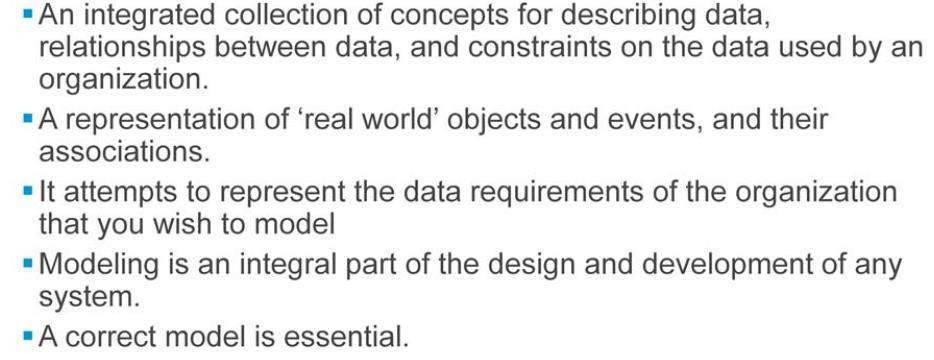 ▪ An integrated collection of concepts for describing data,
relationships between data, and constraints on the data used by an
organization.
▪ A representation of ‘real world’ objects and events, and their
associations.
▪ It attempts to represent the data requirements of the organization
that you wish to model
▪ Modeling is an integral part of the design and development of any
system.
▪ A correct model is essential.